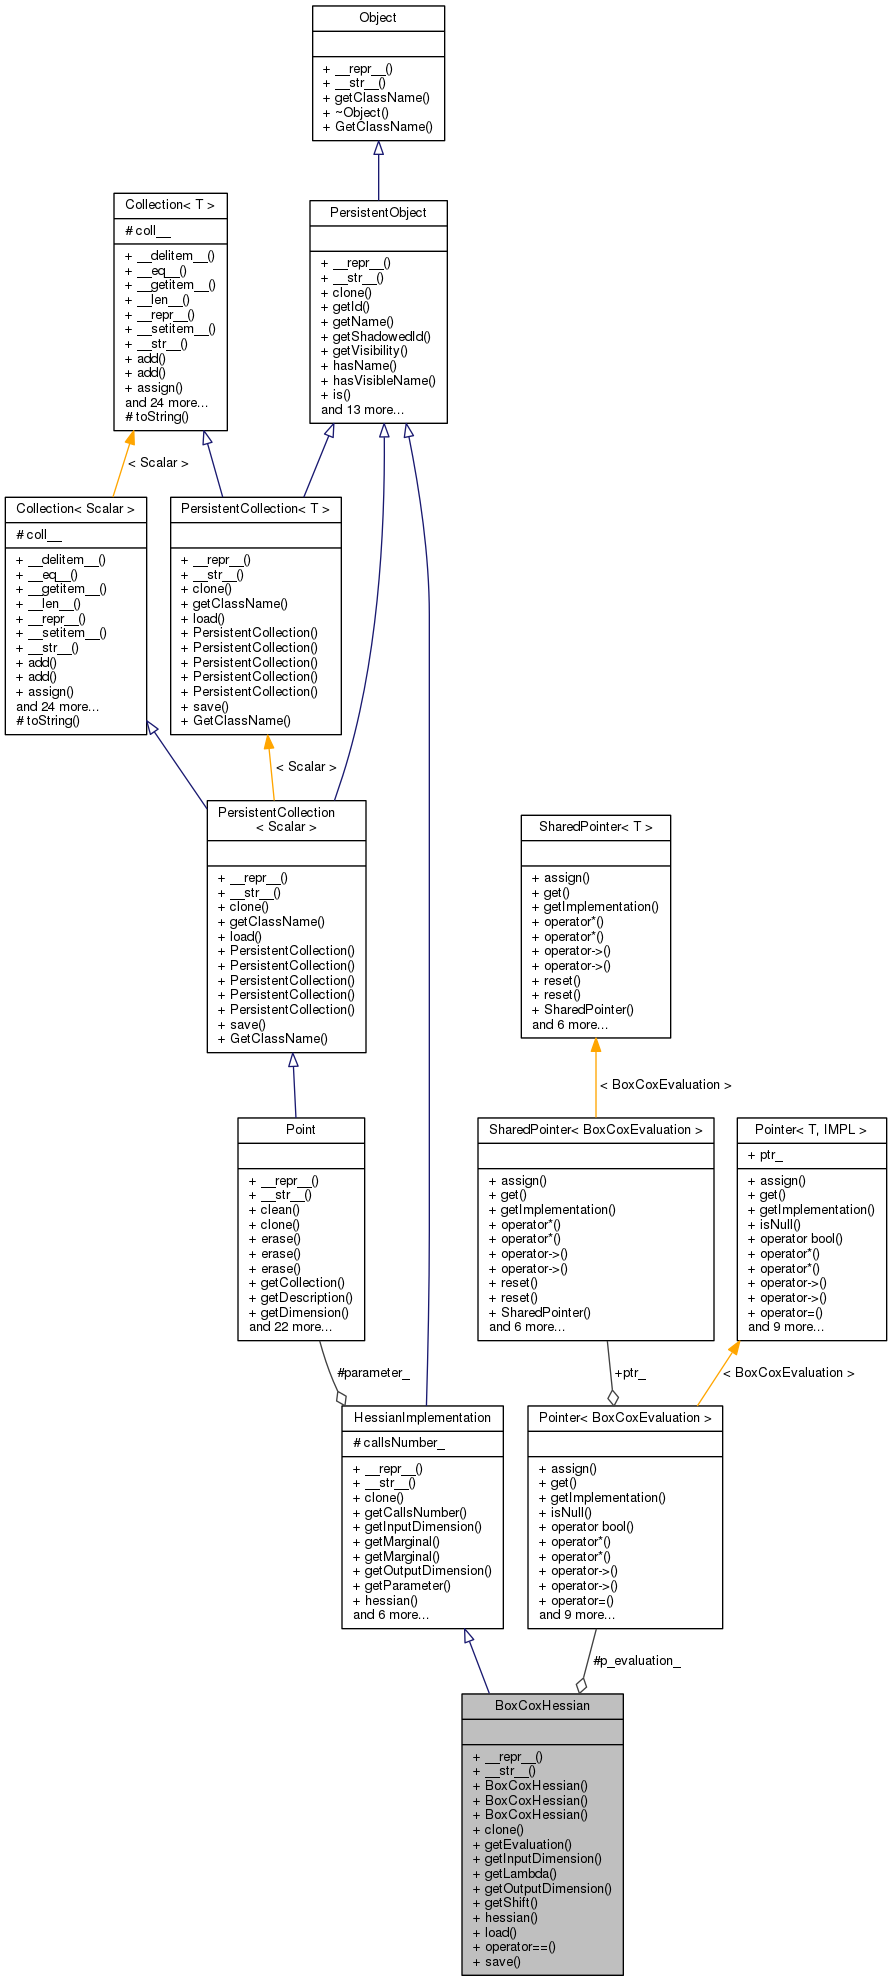 Object
+ __repr__()
+ __str__()
+ getClassName()
+ ~Object()
+ GetClassName()
Collection< T >
# coll__
+ __delitem__()
+ __eq__()
+ __getitem__()
+ __len__()
+ __repr__()
+ __setitem__()
+ __str__()
+ add()
+ add()
+ assign()
and 24 more...
# toString()
PersistentObject
+ __repr__()
+ __str__()
+ clone()
+ getId()
+ getName()
+ getShadowedId()
+ getVisibility()
+ hasName()
+ hasVisibleName()
+ is()
and 13 more...
< Scalar >
Collection< Scalar >
# coll__
+ __delitem__()
+ __eq__()
+ __getitem__()
+ __len__()
+ __repr__()
+ __setitem__()
+ __str__()
+ add()
+ add()
+ assign()
and 24 more...
# toString()
PersistentCollection< T >
+ __repr__()
+ __str__()
+ clone()
+ getClassName()
+ load()
+ PersistentCollection()
+ PersistentCollection()
+ PersistentCollection()
+ PersistentCollection()
+ PersistentCollection()
+ save()
+ GetClassName()
< Scalar >
PersistentCollection
< Scalar >
+ __repr__()
+ __str__()
+ clone()
+ getClassName()
+ load()
+ PersistentCollection()
+ PersistentCollection()
+ PersistentCollection()
+ PersistentCollection()
+ PersistentCollection()
+ save()
+ GetClassName()
SharedPointer< T >
+ assign()
+ get()
+ getImplementation()
+ operator*()
+ operator*()
+ operator->()
+ operator->()
+ reset()
+ reset()
+ SharedPointer()
and 6 more...
< BoxCoxEvaluation >
Point
+ __repr__()
+ __str__()
+ clean()
+ clone()
+ erase()
+ erase()
+ erase()
+ getCollection()
+ getDescription()
+ getDimension()
and 22 more...
SharedPointer< BoxCoxEvaluation >
+ assign()
+ get()
+ getImplementation()
+ operator*()
+ operator*()
+ operator->()
+ operator->()
+ reset()
+ reset()
+ SharedPointer()
and 6 more...
Pointer< T, IMPL >
+ ptr_
+ assign()
+ get()
+ getImplementation()
+ isNull()
+ operator bool()
+ operator*()
+ operator*()
+ operator->()
+ operator->()
+ operator=()
and 9 more...
#parameter_
+ptr_
< BoxCoxEvaluation >
HessianImplementation
# callsNumber_
+ __repr__()
+ __str__()
+ clone()
+ getCallsNumber()
+ getInputDimension()
+ getMarginal()
+ getMarginal()
+ getOutputDimension()
+ getParameter()
+ hessian()
and 6 more...
Pointer< BoxCoxEvaluation >
+ assign()
+ get()
+ getImplementation()
+ isNull()
+ operator bool()
+ operator*()
+ operator*()
+ operator->()
+ operator->()
+ operator=()
and 9 more...
#p_evaluation_
BoxCoxHessian
+ __repr__()
+ __str__()
+ BoxCoxHessian()
+ BoxCoxHessian()
+ BoxCoxHessian()
+ clone()
+ getEvaluation()
+ getInputDimension()
+ getLambda()
+ getOutputDimension()
+ getShift()
+ hessian()
+ load()
+ operator==()
+ save()